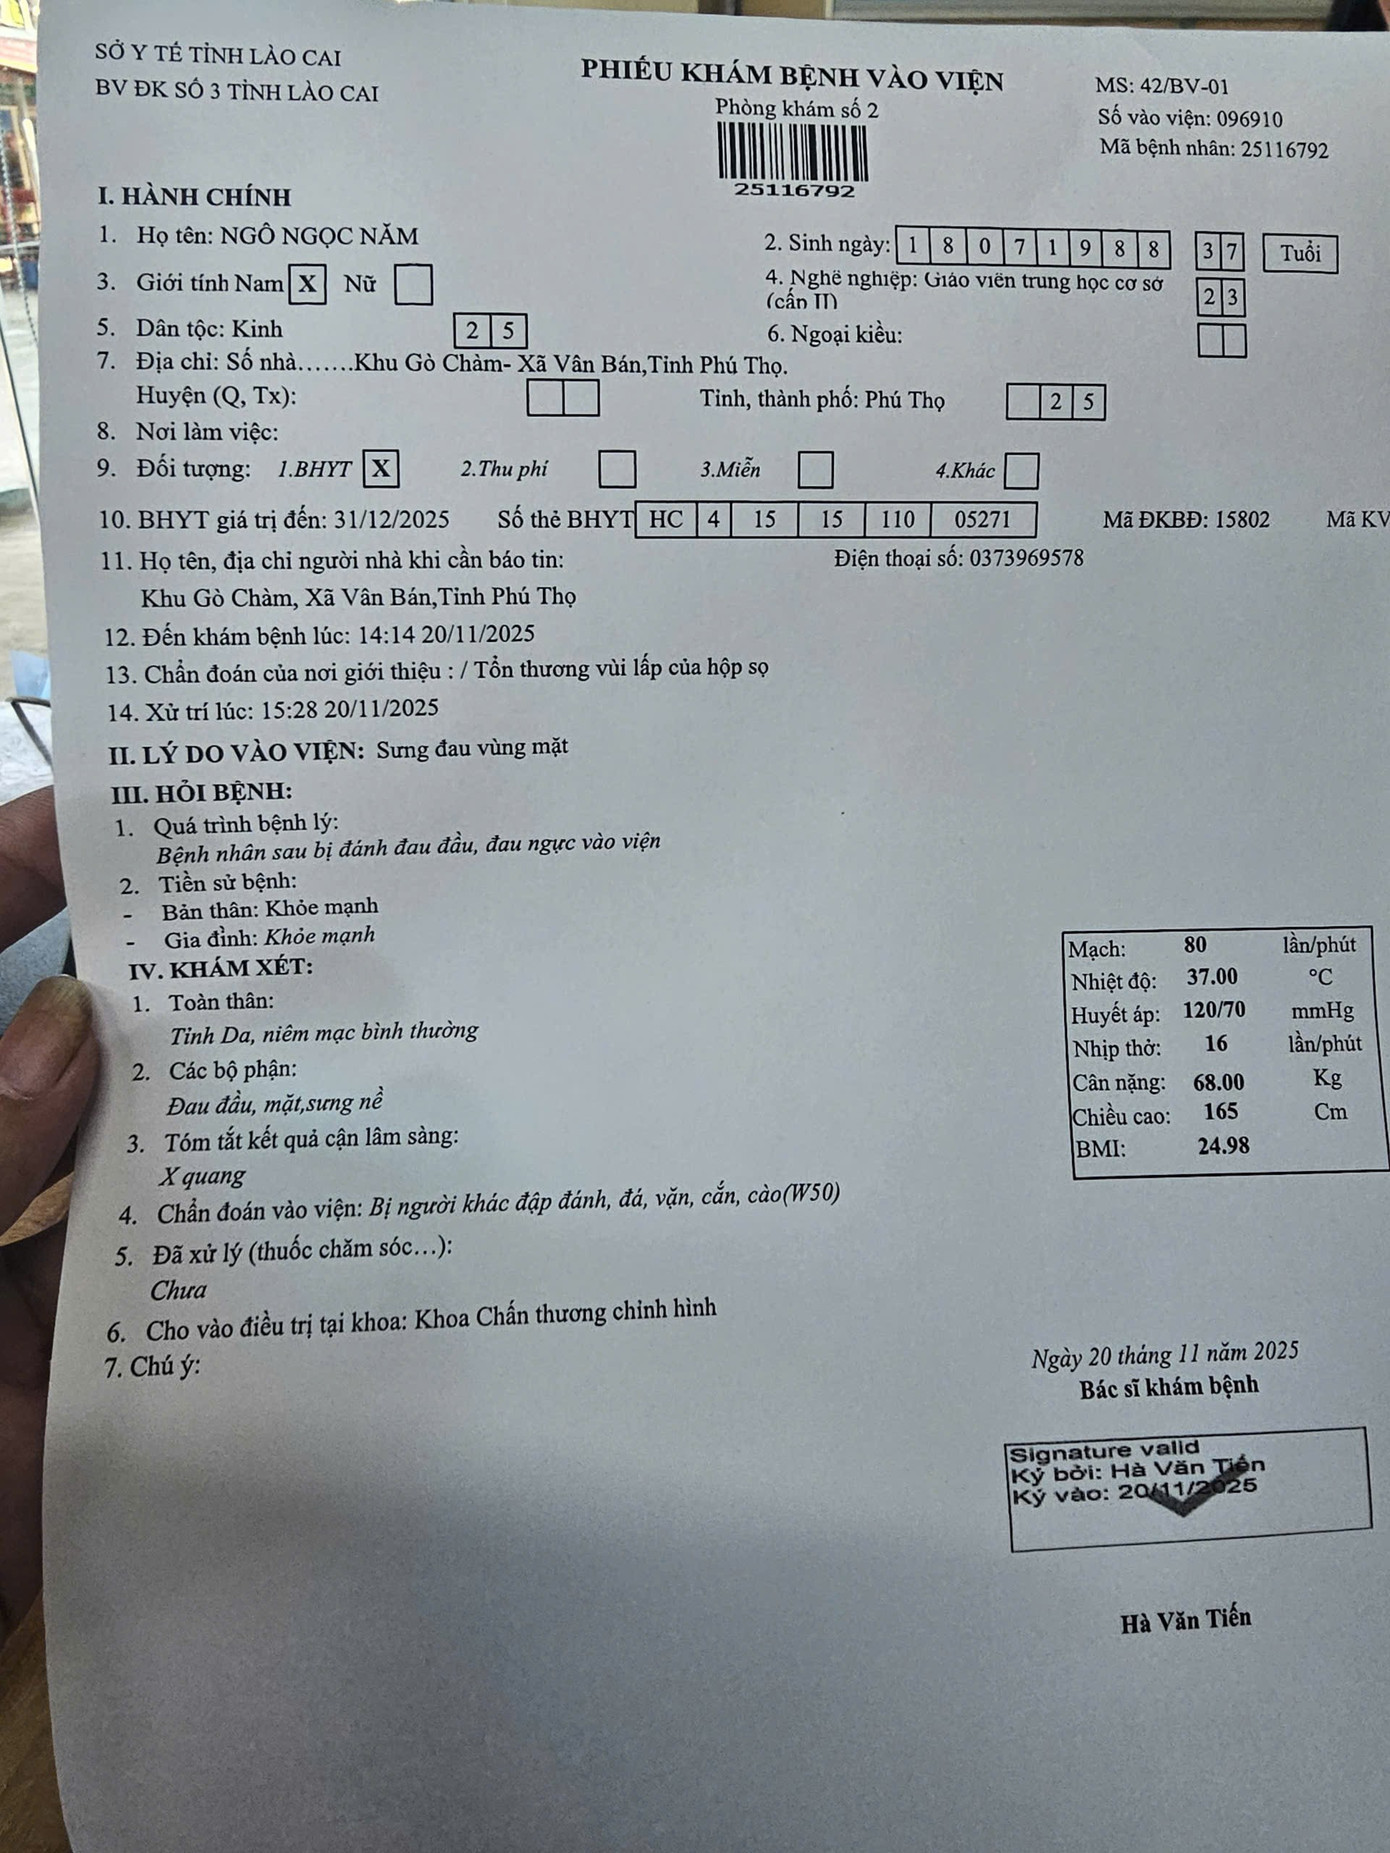 SỞ Y TẾ TỈNH LÀO CAI
BV ĐK SỐ 3 TỈNH LÀO CAI
PHIẾU KHÁM BỆNH VÀO VIỆN
Phòng khám số 2
25116792
MS: 42/BV-01
Số vào viện: 096910
Mã bệnh nhân: 25116792
I. HÀNH CHÍNH
1. Họ tên: NGÔ NGỌC NĂM
2. Sinh ngày: 1 8 0 7 1 9 8 8 3 7 Tuổi
3. Giới tính Nam X Nữ
4. Nghề nghiệp: Giáo viên trung học cơ sở
(cấp II) 2 3
5. Dân tộc: Kinh 2 5
6. Ngoại kiều:
7. Địa chỉ: Số nhà.......Khu Gò Chàm- Xã Vân Bán,Tỉnh Phú Thọ.
Huyện (Q, Tx): Tỉnh, thành phố: Phú Thọ 2 5
8. Nơi làm việc:
9. Đối tượng: 1.BHYT X 2.Thu phí 3.Miễn 4.Khác
10. BHYT giá trị đến: 31/12/2025 Số thẻ BHYT HC 4 15 15 110 05271 Mã ĐKBĐ: 15802 Mã KV
11. Họ tên, địa chỉ người nhà khi cần báo tin: Điện thoại số: 0373969578
Khu Gò Chàm, Xã Vân Bán,Tỉnh Phú Thọ
12. Đến khám bệnh lúc: 14:14 20/11/2025
13. Chẩn đoán của nơi giới thiệu : / Tổn thương vùi lấp của hộp sọ
14. Xử trí lúc: 15:28 20/11/2025
II. LÝ DO VÀO VIỆN: Sưng đau vùng mặt
III. HỎI BỆNH:
1. Quá trình bệnh lý:
Bệnh nhân sau bị đánh đau đầu, đau ngực vào viện
2. Tiền sử bệnh:
- Bản thân: Khỏe mạnh
- Gia đình: Khỏe mạnh
IV. KHÁM XÉT:
1. Toàn thân:
Tỉnh Da, niêm mạc bình thường
2. Các bộ phận:
Đau đầu, mặt,sưng nề
3. Tóm tắt kết quả cận lâm sàng:
X quang
4. Chẩn đoán vào viện: Bị người khác đập đánh, đá, vặn, cắn, cào(W50)
5. Đã xử lý (thuốc chăm sóc...):
Chưa
6. Cho vào điều trị tại khoa: Khoa Chấn thương chỉnh hình
7. Chú ý:
Mạch: 80 lần/phút
Nhiệt độ: 37.00 °C
Huyết áp: 120/70 mmHg
Nhịp thở: 16 lần/phút
Cân nặng: 68.00 Kg
Chiều cao: 165 Cm
BMI: 24.98
Ngày 20 tháng 11 năm 2025
Bác sĩ khám bệnh
Signature valid
Ký bởi: Hà Văn Tiến
Ký vào: 20/11/2025
Hà Văn Tiến